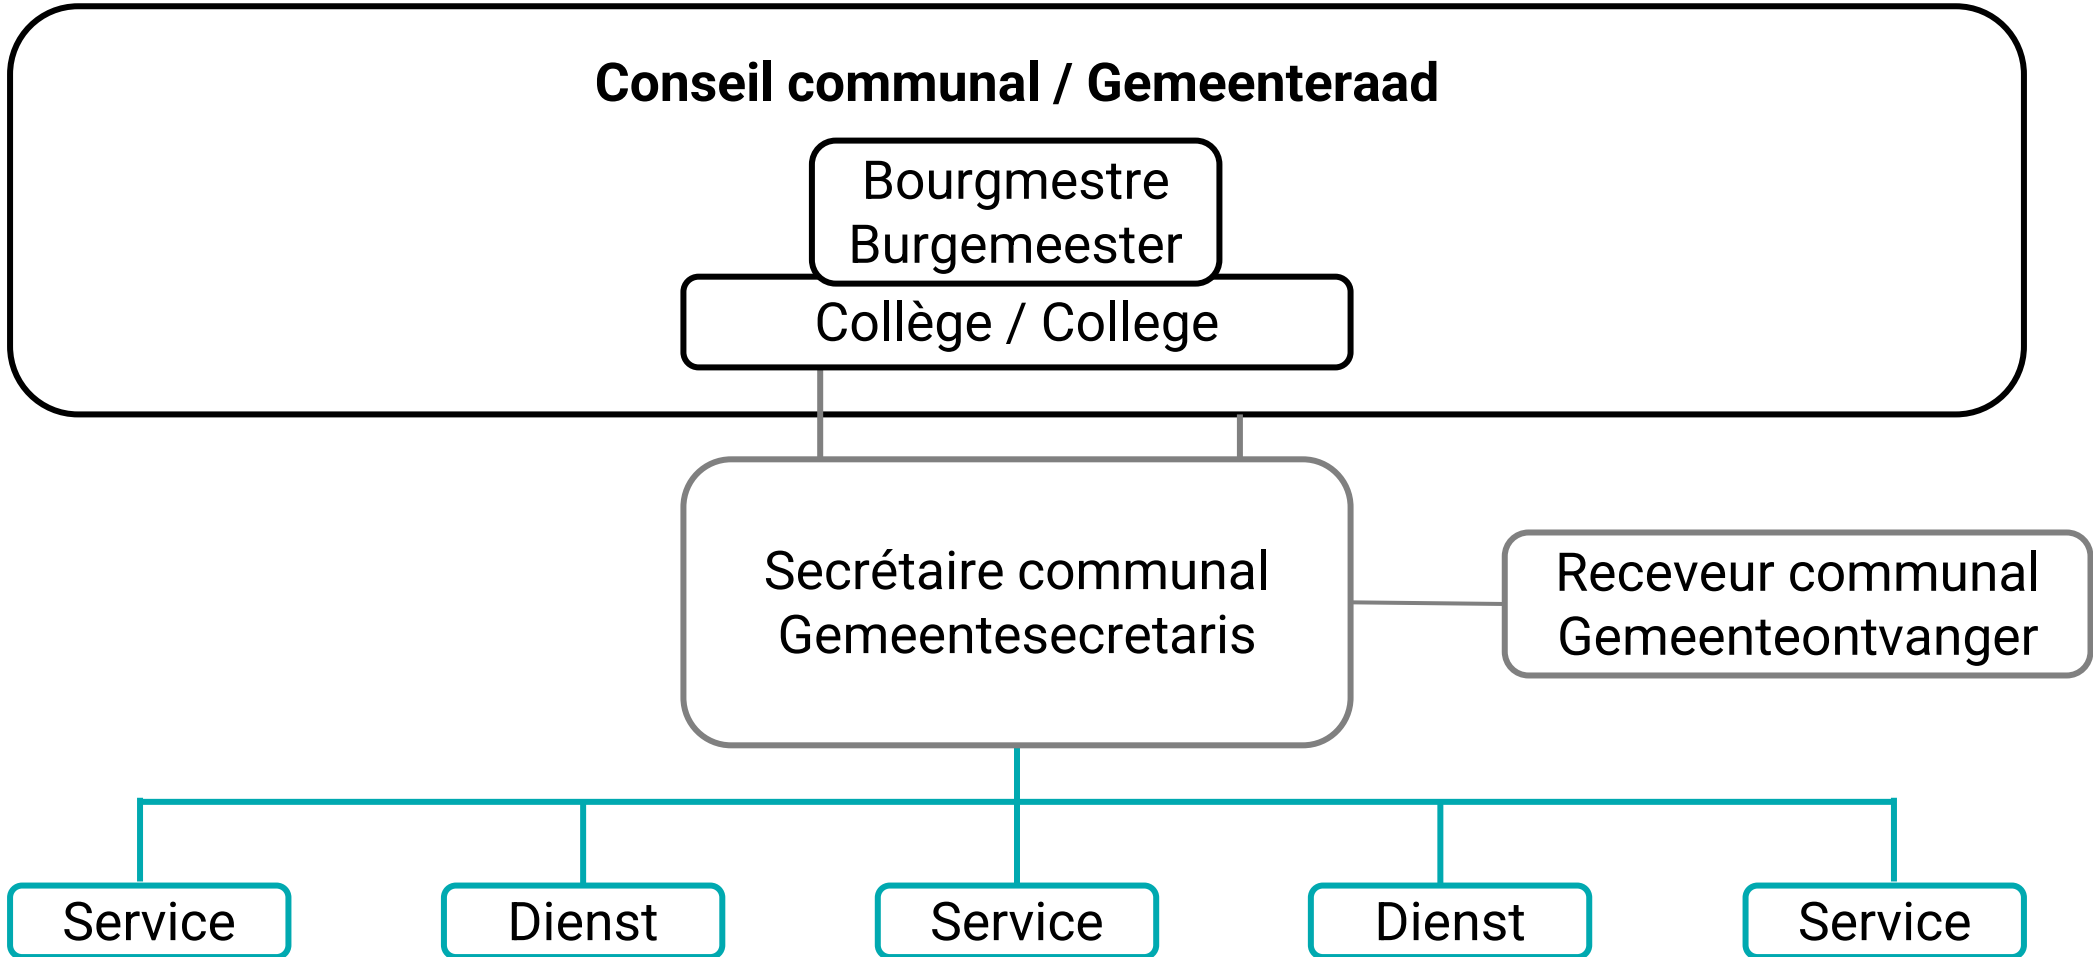 Conseil communal / Gemeenteraad
Bourgmestre
Burgemeester
Collège / College
Secrétaire communal
Gemeentesecretaris
Receveur communal
Gemeenteontvanger
Service
Dienst
Service
Dienst
Service